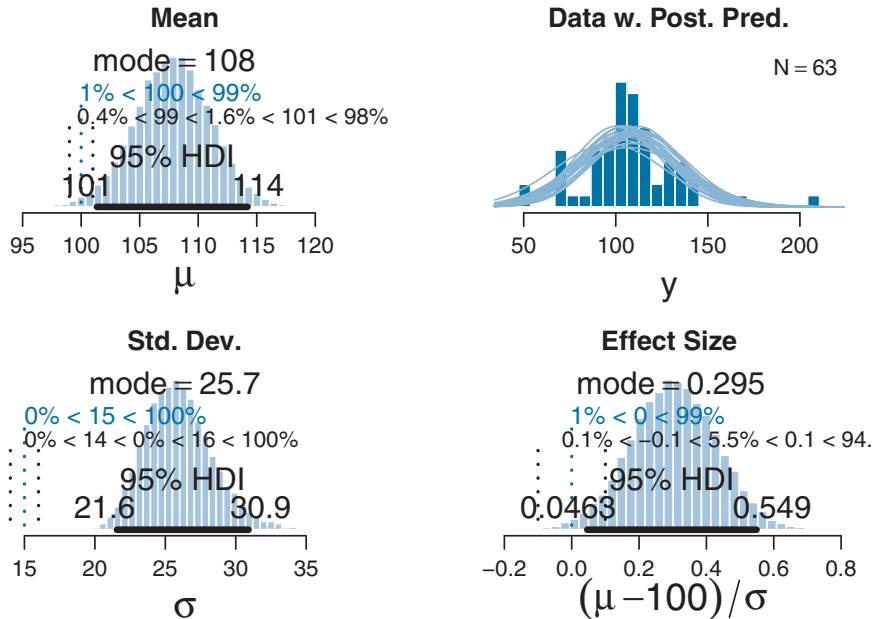 Mean
mode = 108
1% < 100 < 99%
0.4% < 99 < 1.6% < 101 < 98%
95% HDI
101 114
95 100 105 110 115 120
μ
Data w. Post. Pred.
N = 63
50 100 150 200
y
Std. Dev.
mode = 25.7
0% < 15 < 100%
0% < 14 < 0% < 16 < 100%
95% HDI
21.6 30.9
15 20 25 30 35
σ
Effect Size
mode = 0.295
1% < 0 < 99%
0.1% < −0.1 < 5.5% < 0.1 < 94.
95% HDI
0.0463 0.549
−0.2 0.0 0.2 0.4 0.6 0.8
(μ −100)/σ